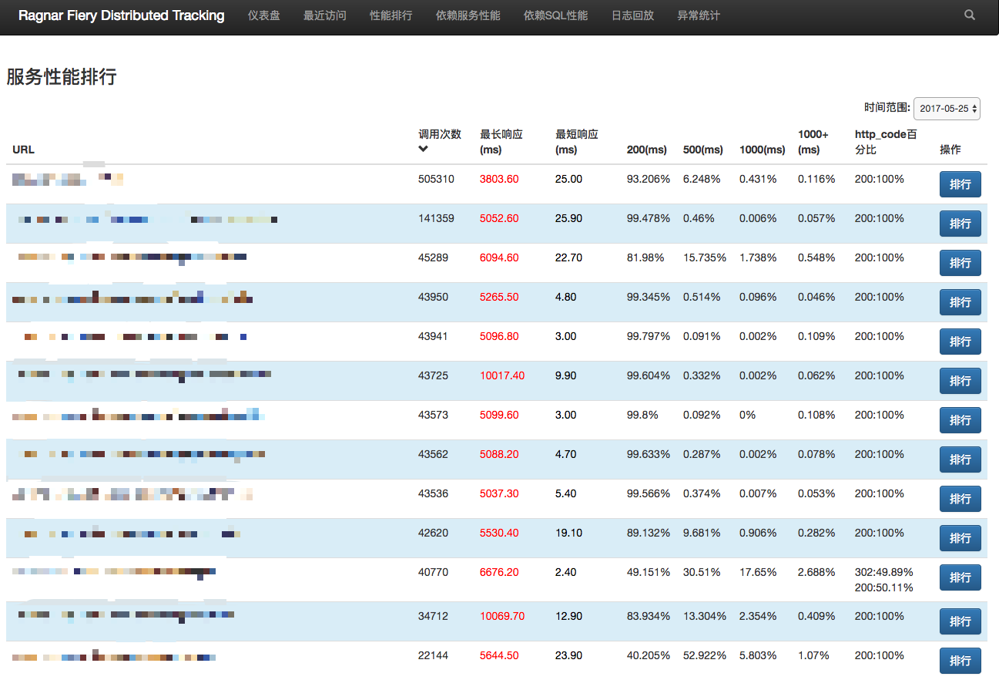 Ragnar Fiery Distributed Tracking 仪表盘 最近访问 性能排行 依赖服务性能 依赖SQL性能 日志回放 异常统计
服务性能排行
时间范围: 2017-05-25
URL 调用次数 最长响应(ms) 最短响应(ms) 200(ms) 500(ms) 1000(ms) 1000+(ms) http_code百分比 操作
505310 3803.60 25.00 93.206% 6.248% 0.431% 0.116% 200:100% 排行
141359 5052.60 25.90 99.478% 0.46% 0.006% 0.057% 200:100% 排行
45289 6094.60 22.70 81.98% 15.735% 1.738% 0.548% 200:100% 排行
43950 5265.50 4.80 99.345% 0.514% 0.096% 0.046% 200:100% 排行
43941 5096.80 3.00 99.797% 0.091% 0.002% 0.109% 200:100% 排行
43725 10017.40 9.90 99.604% 0.332% 0.002% 0.062% 200:100% 排行
43573 5099.60 3.00 99.8% 0.092% 0% 0.108% 200:100% 排行
43562 5088.20 4.70 99.633% 0.287% 0.002% 0.078% 200:100% 排行
43536 5037.30 5.40 99.566% 0.374% 0.007% 0.053% 200:100% 排行
42620 5530.40 19.10 89.132% 9.681% 0.906% 0.282% 200:100% 排行
40770 6676.20 2.40 49.151% 30.51% 17.65% 2.688% 302:49.89% 200:50.11% 排行
34712 10069.70 12.90 83.934% 13.304% 2.354% 0.409% 200:100% 排行
22144 5644.50 23.90 40.205% 52.922% 5.803% 1.07% 200:100% 排行